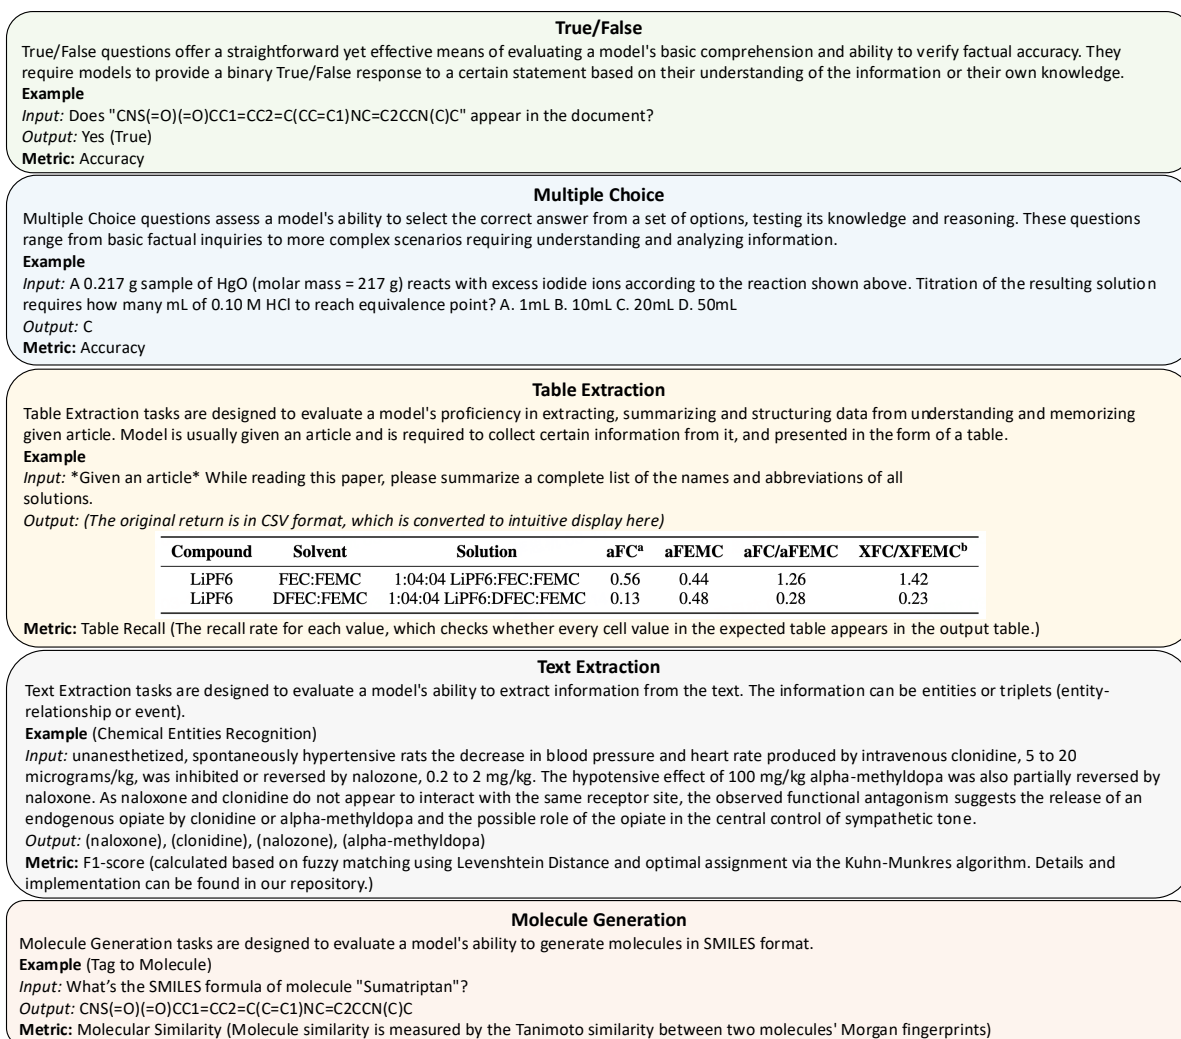 True/False
True/False questions offer a straightforward yet effective means of evaluating a model's basic comprehension and ability to verify factual accuracy. They
require models to provide a binary True/False response to a certain statement based on their understanding of the information or their own knowledge.
Example
Input: Does "CNS(=O)(=O)CC1=CC2=C(CC=C1)NC=C2CCN(C)C" appear in the document?
Output: Yes (True)
Metric: Accuracy
Multiple Choice
Multiple Choice questions assess a model's ability to select the correct answer from a set of options, testing its knowledge and reasoning. These questions
range from basic factual inquiries to more complex scenarios requiring understanding and analyzing information.
Example
Input: A 0.217 g sample of HgO (molar mass = 217 g) reacts with excess iodide ions according to the reaction shown above. Titration of the resulting solution
requires how many mL of 0.10 M HCl to reach equivalence point? A. 1mL B. 10mL C. 20mL D. 50mL
Output: C
Metric: Accuracy
Table Extraction
Table Extraction tasks are designed to evaluate a model's proficiency in extracting, summarizing and structuring data from understanding and memorizing
given article. Model is usually given an article and is required to collect certain information from it, and presented in the form of a table.
Example
Input: *Given an article* While reading this paper, please summarize a complete list of the names and abbreviations of all
solutions.
Output: (The original return is in CSV format, which is converted to intuitive display here)
Compound Solvent Solution aFCᵃ aFEMC aFC/aFEMC XFC/XFEMCᵇ
LiPF6 FEC:FEMC 1:04:04 LiPF6:FEC:FEMC 0.56 0.44 1.26 1.42
LiPF6 DFEC:FEMC 1:04:04 LiPF6:DFEC:FEMC 0.13 0.48 0.28 0.23
Metric: Table Recall (The recall rate for each value, which checks whether every cell value in the expected table appears in the output table.)
Text Extraction
Text Extraction tasks are designed to evaluate a model's ability to extract information from the text. The information can be entities or triplets (entity-
relationship or event).
Example (Chemical Entities Recognition)
Input: unanesthetized, spontaneously hypertensive rats the decrease in blood pressure and heart rate produced by intravenous clonidine, 5 to 20
micrograms/kg, was inhibited or reversed by nalozone, 0.2 to 2 mg/kg. The hypotensive effect of 100 mg/kg alpha-methyldopa was also partially reversed by
naloxone. As naloxone and clonidine do not appear to interact with the same receptor site, the observed functional antagonism suggests the release of an
endogenous opiate by clonidine or alpha-methyldopa and the possible role of the opiate in the central control of sympathetic tone.
Output: (naloxone), (clonidine), (nalozone), (alpha-methyldopa)
Metric: F1-score (calculated based on fuzzy matching using Levenshtein Distance and optimal assignment via the Kuhn-Munkres algorithm. Details and
implementation can be found in our repository.)
Molecule Generation
Molecule Generation tasks are designed to evaluate a model's ability to generate molecules in SMILES format.
Example (Tag to Molecule)
Input: What's the SMILES formula of molecule "Sumatriptan"?
Output: CNS(=O)(=O)CC1=CC2=C(C=C1)NC=C2CCN(C)C
Metric: Molecular Similarity (Molecule similarity is measured by the Tanimoto similarity between two molecules' Morgan fingerprints)